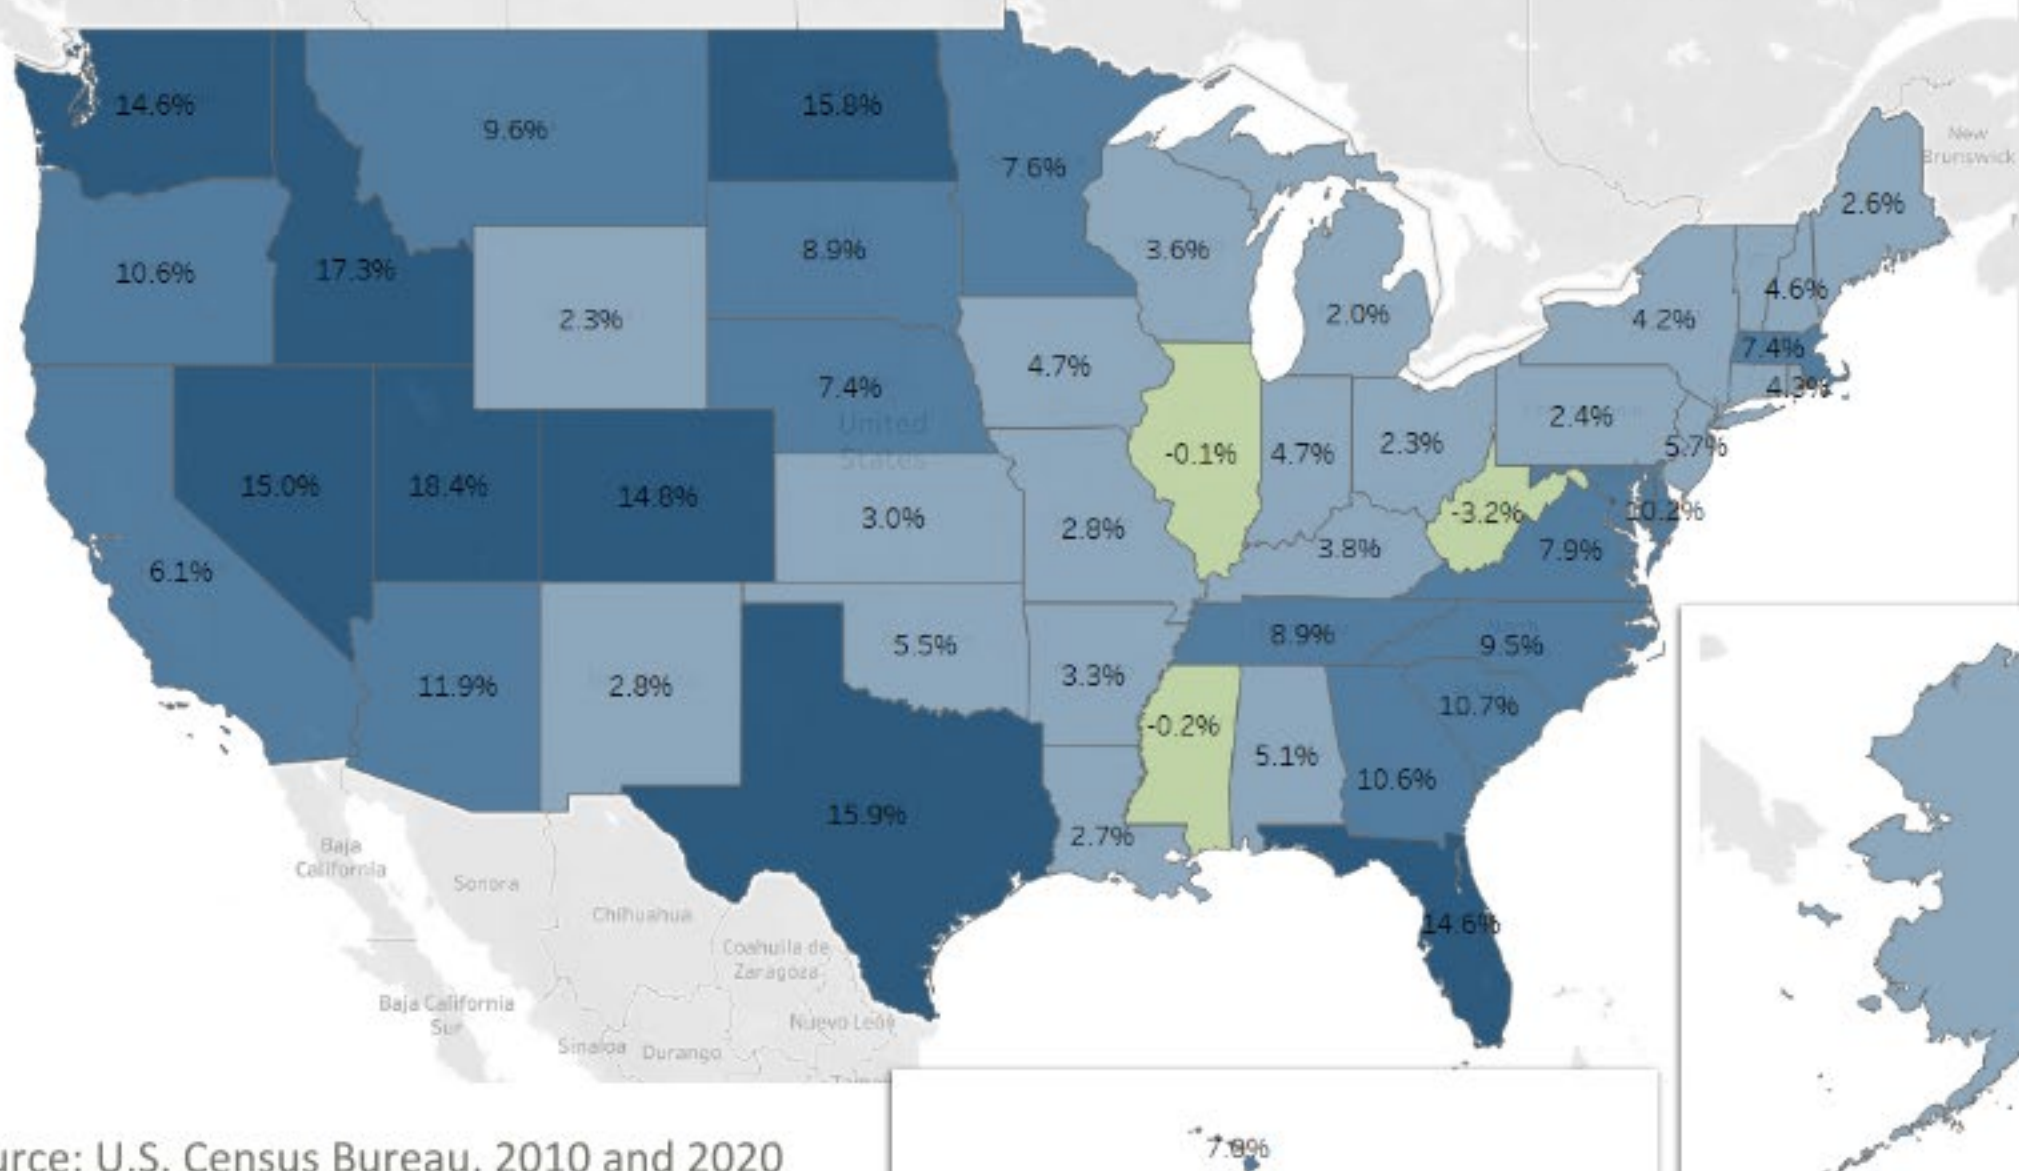 14.6%
9.6%
15.8%
7.6%
New
Brunswick
2.6%
10.6%
17.3%
8.9%
3.6%
4.6%
2.3%
2.0%
4.2%
7.4%
4.7%
7.4%
4.3%
United
States
2.4%
-0.1%
4.7%
2.3%
5.7%
15.0%
18.4%
14.8%
3.0%
2.8%
-3.2%
10.2%
3.8%
7.9%
6.1%
8.9%
9.5%
5.5%
11.9%
2.8%
3.3%
10.7%
-0.2%
5.1%
10.6%
15.9%
2.7%
Baja
California
Sonora
Chihuahua
14.6%
Coahuila de
Zaragoza
Baja California
Sur
Nuevo León
Sinaloa
Durango
urce: U.S. Census Bureau, 2010 and 2020